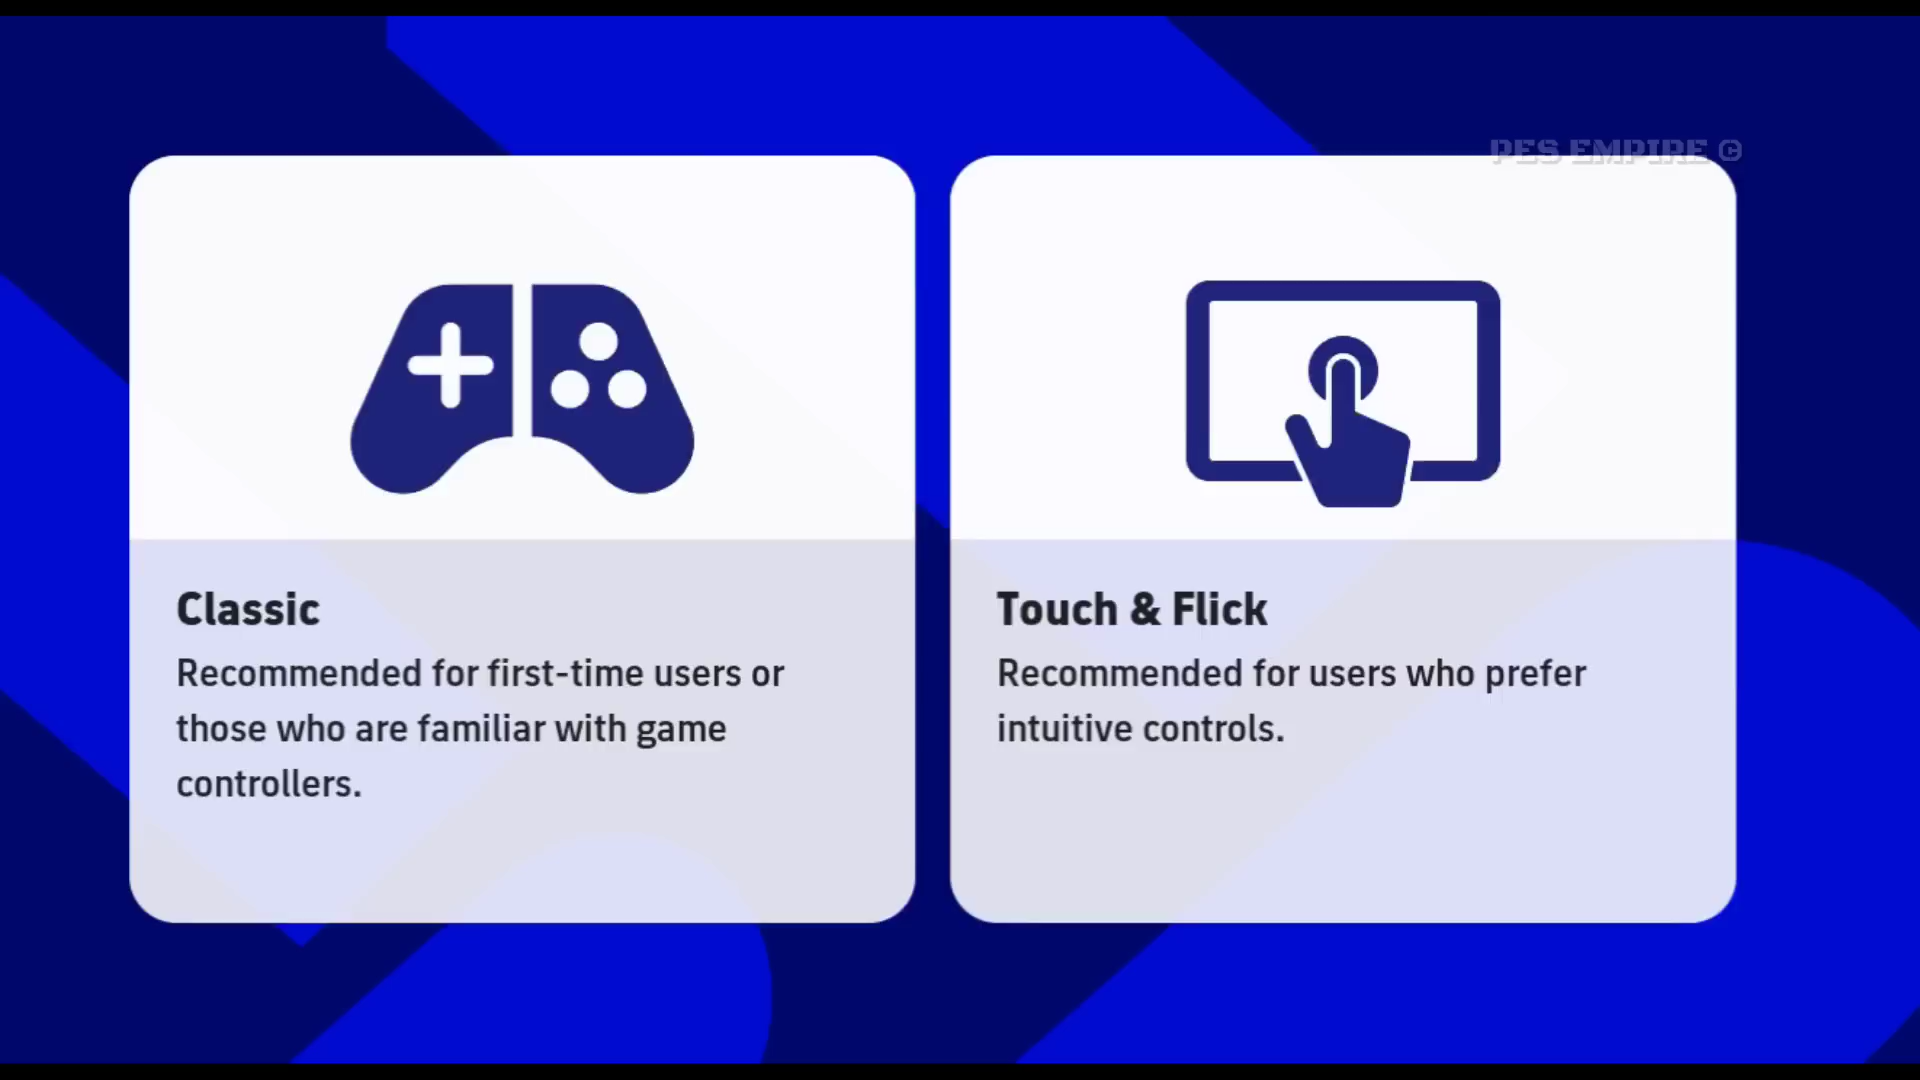 PES EMPIRE ©
Classic
Recommended for first-time users or
those who are familiar with game
controllers.
Touch & Flick
Recommended for users who prefer
intuitive controls.